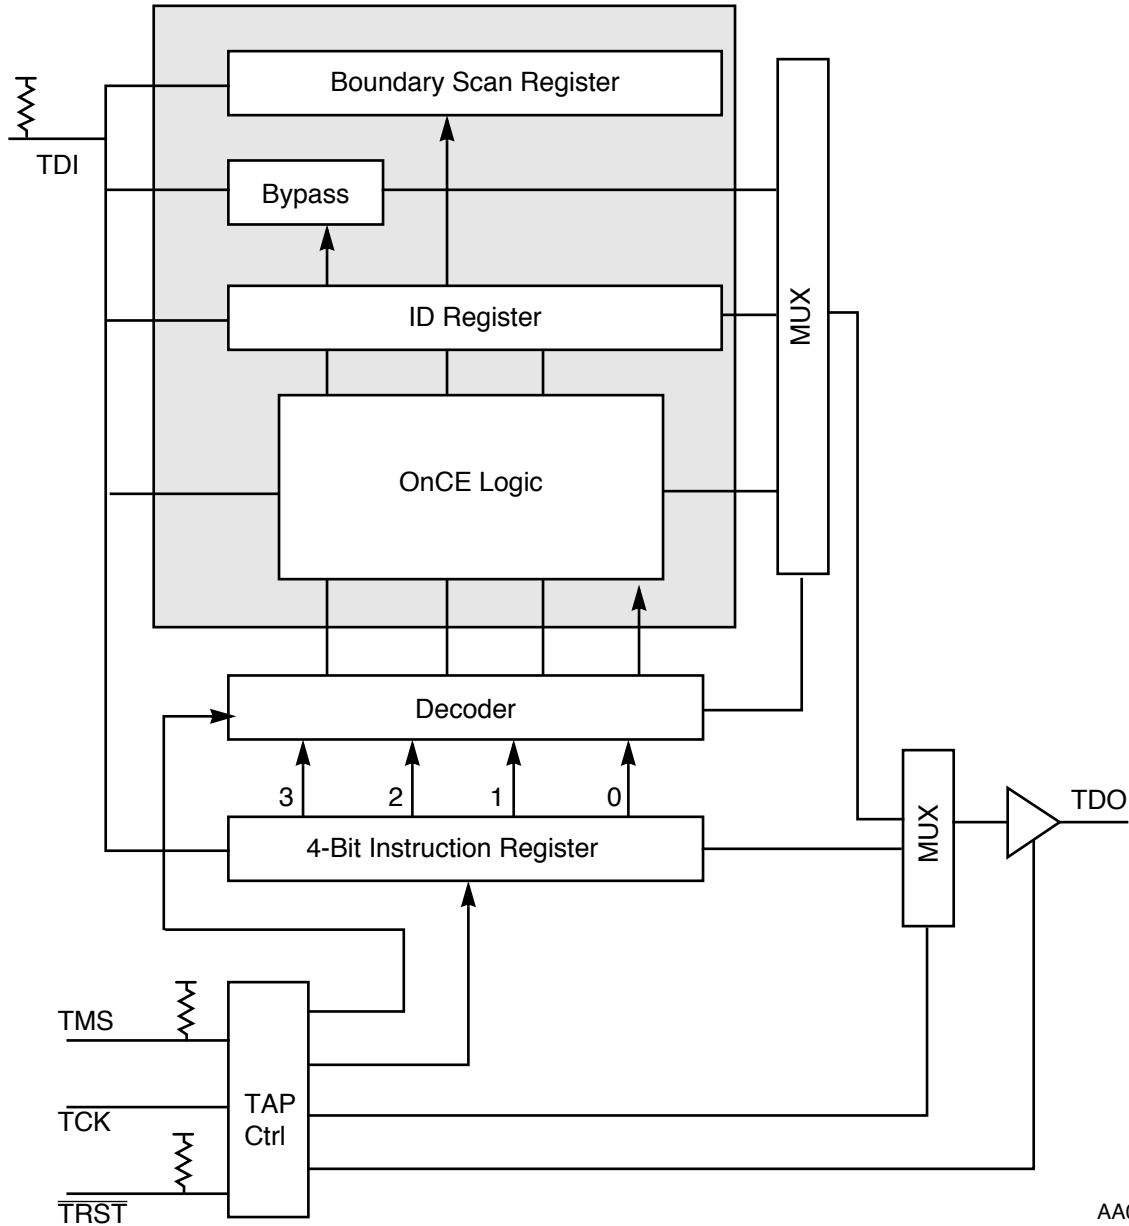 Boundary Scan Register
TDI
Bypass
ID Register
MUX
OnCE Logic
Decoder
3 2 1 0
4-Bit Instruction Register
MUX
TDO
TMS
TCK
TRST
TAP
Ctrl